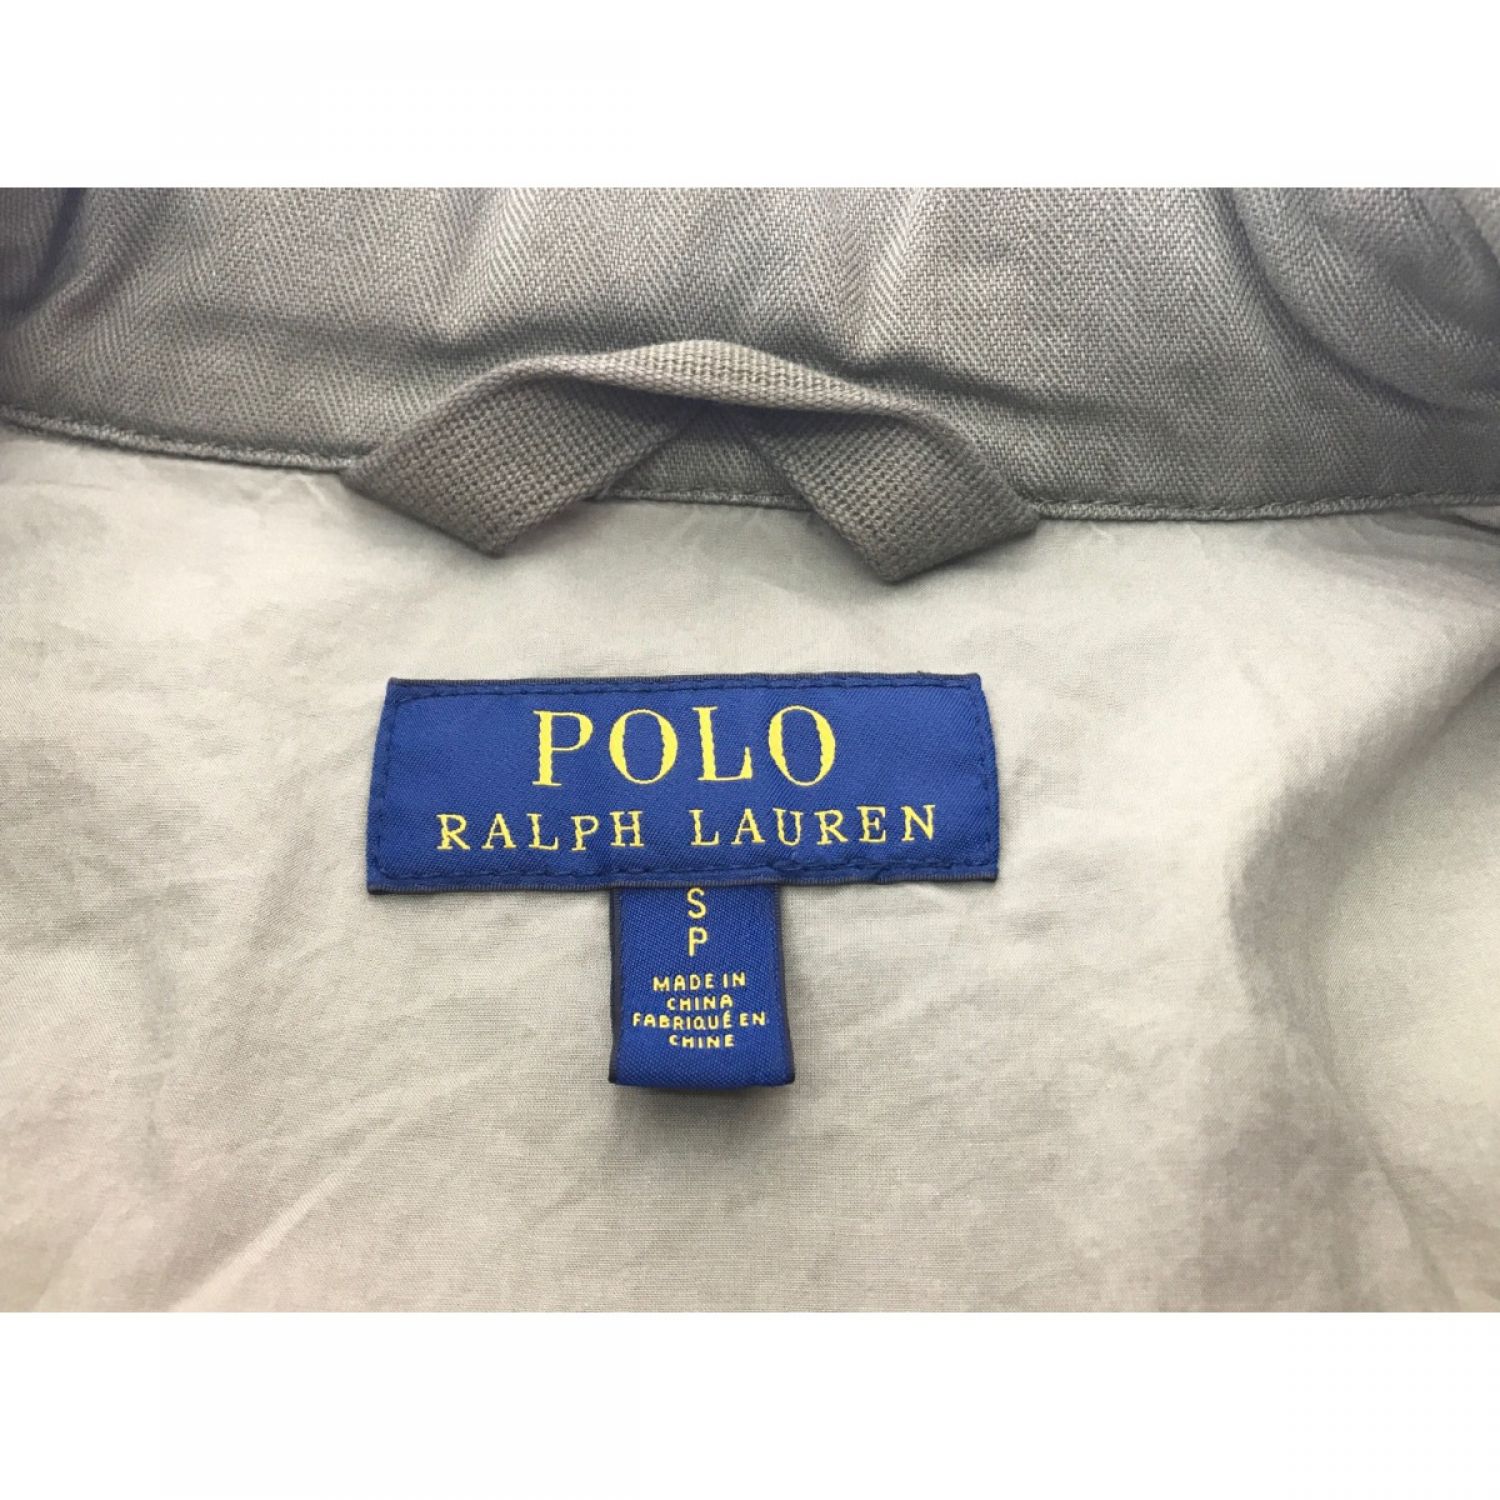 POLO
RALPH LAUREN
S
P
MADE IN
CHINA
FABRIQUÉ EN
CHINE